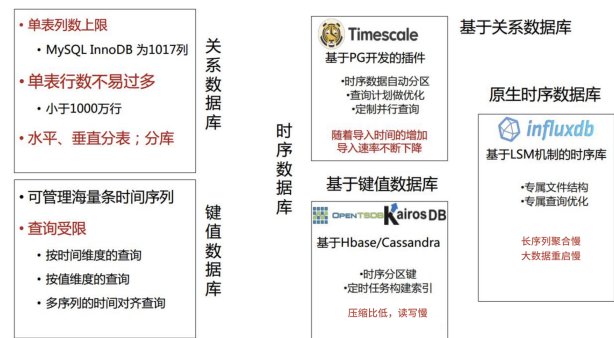 • 单表列数上限
• MySQL InnoDB 为1017列
• 单表行数不易过多
• 小于1000万行
• 水平、垂直分表；分库
关系数据库
• 可管理海量条时间序列
• 查询受限
• 按时间维度的查询
• 按值维度的查询
• 多序列的时间对齐查询
键值数据库
时序数据库
Timescale
基于PG开发的插件
•时序数据自动分区
•查询计划做优化
•定制并行查询
随着导入时间的增加
导入速率不断下降
基于关系数据库
基于键值数据库
OPENTSDB KairosDB
基于Hbase/Cassandra
•时序分区键
•定时任务构建索引
压缩比低，读写慢
原生时序数据库
influxdb
基于LSM机制的时序库
•专属文件结构
•专属查询优化
长序列聚合慢
大数据重启慢